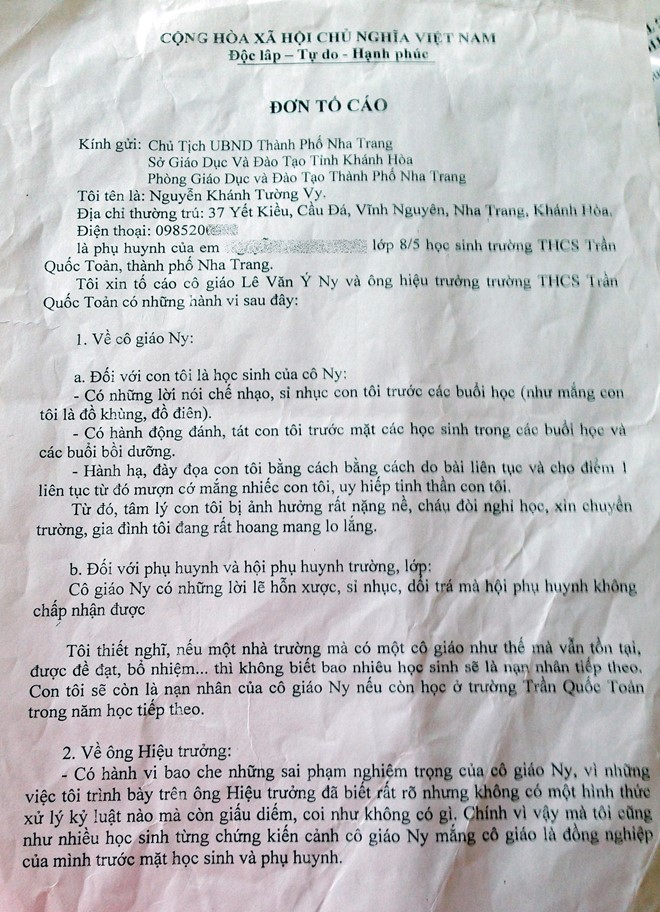 CỘNG HÒA XÃ HỘI CHỦ NGHĨA VIỆT NAM
Độc lâp – Tự do - Hạnh phúc
ĐƠN TỐ CÁO
Kính gửi: Chủ Tịch UBND Thành Phố Nha Trang
Sở Giáo Dục Và Đào Tạo Tỉnh Khánh Hòa
Phòng Giáo Dục và Đào Tạo Thành Phố Nha Trang
Tôi tên là: Nguyễn Khánh Tường Vy.
Địa chỉ thường trú: 37 Yết Kiêu, Cầu Đá, Vĩnh Nguyên, Nha Trang, Khánh Hòa.
Điện thoại: 098520
là phụ huynh của em lớp 8/5 học sinh trường THCS Trần
Quốc Toản, thành phố Nha Trang.
Tôi xin tố cáo cô giáo Lê Văn Ý Ny và ông hiệu trưởng trường THCS Trần
Quốc Toản có những hành vi sau đây:
1. Về cô giáo Ny:
a. Đối với con tôi là học sinh của cô Ny:
- Có những lời nói chế nhạo, sỉ nhục con tôi trước các buổi học (như mắng con
tôi là đồ khùng, đồ điên).
- Có hành động đánh, tát con tôi trước mặt các học sinh trong các buổi học và
các buổi bồi dưỡng.
- Hành hạ, đày đọa con tôi bằng cách bằng cách dò bài liên tục và cho điểm 1
liên tục từ đó mượn cớ mắng nhiếc con tôi, uy hiếp tinh thần con tôi.
Từ đó, tâm lý con tôi bị ảnh hưởng rất nặng nề, cháu đòi nghỉ học, xin chuyển
trường, gia đình tôi đang rất hoang mang lo lắng.
b. Đối với phụ huynh và hội phụ huynh trường, lớp:
Cô giáo Ny có những lời lẽ hỗn xược, sỉ nhục, dối trá mà hội phụ huynh không
chấp nhận được
Tôi thiết nghĩ, nếu một nhà trường mà có một cô giáo như thế mà vẫn tồn tại,
được đề đạt, bổ nhiệm... thì không biết bao nhiêu học sinh sẽ là nạn nhân tiếp theo.
Con tôi sẽ còn là nạn nhân của cô giáo Ny nếu còn học ở trường Trần Quốc Toản
trong năm học tiếp theo.
2. Về ông Hiệu trưởng:
- Có hành vi bao che những sai phạm nghiêm trọng của cô giáo Ny, vì những
việc tôi trình bày trên ông Hiệu trưởng đã biết rất rõ nhưng không có một hình thức
xử lý kỷ luật nào mà còn giấu diếm, coi như không có gì. Chính vì vậy mà tôi cũng
như nhiều học sinh từng chứng kiến cảnh cô giáo Ny mắng cô giáo là đồng nghiệp
của mình trước mặt học sinh và phụ huynh.